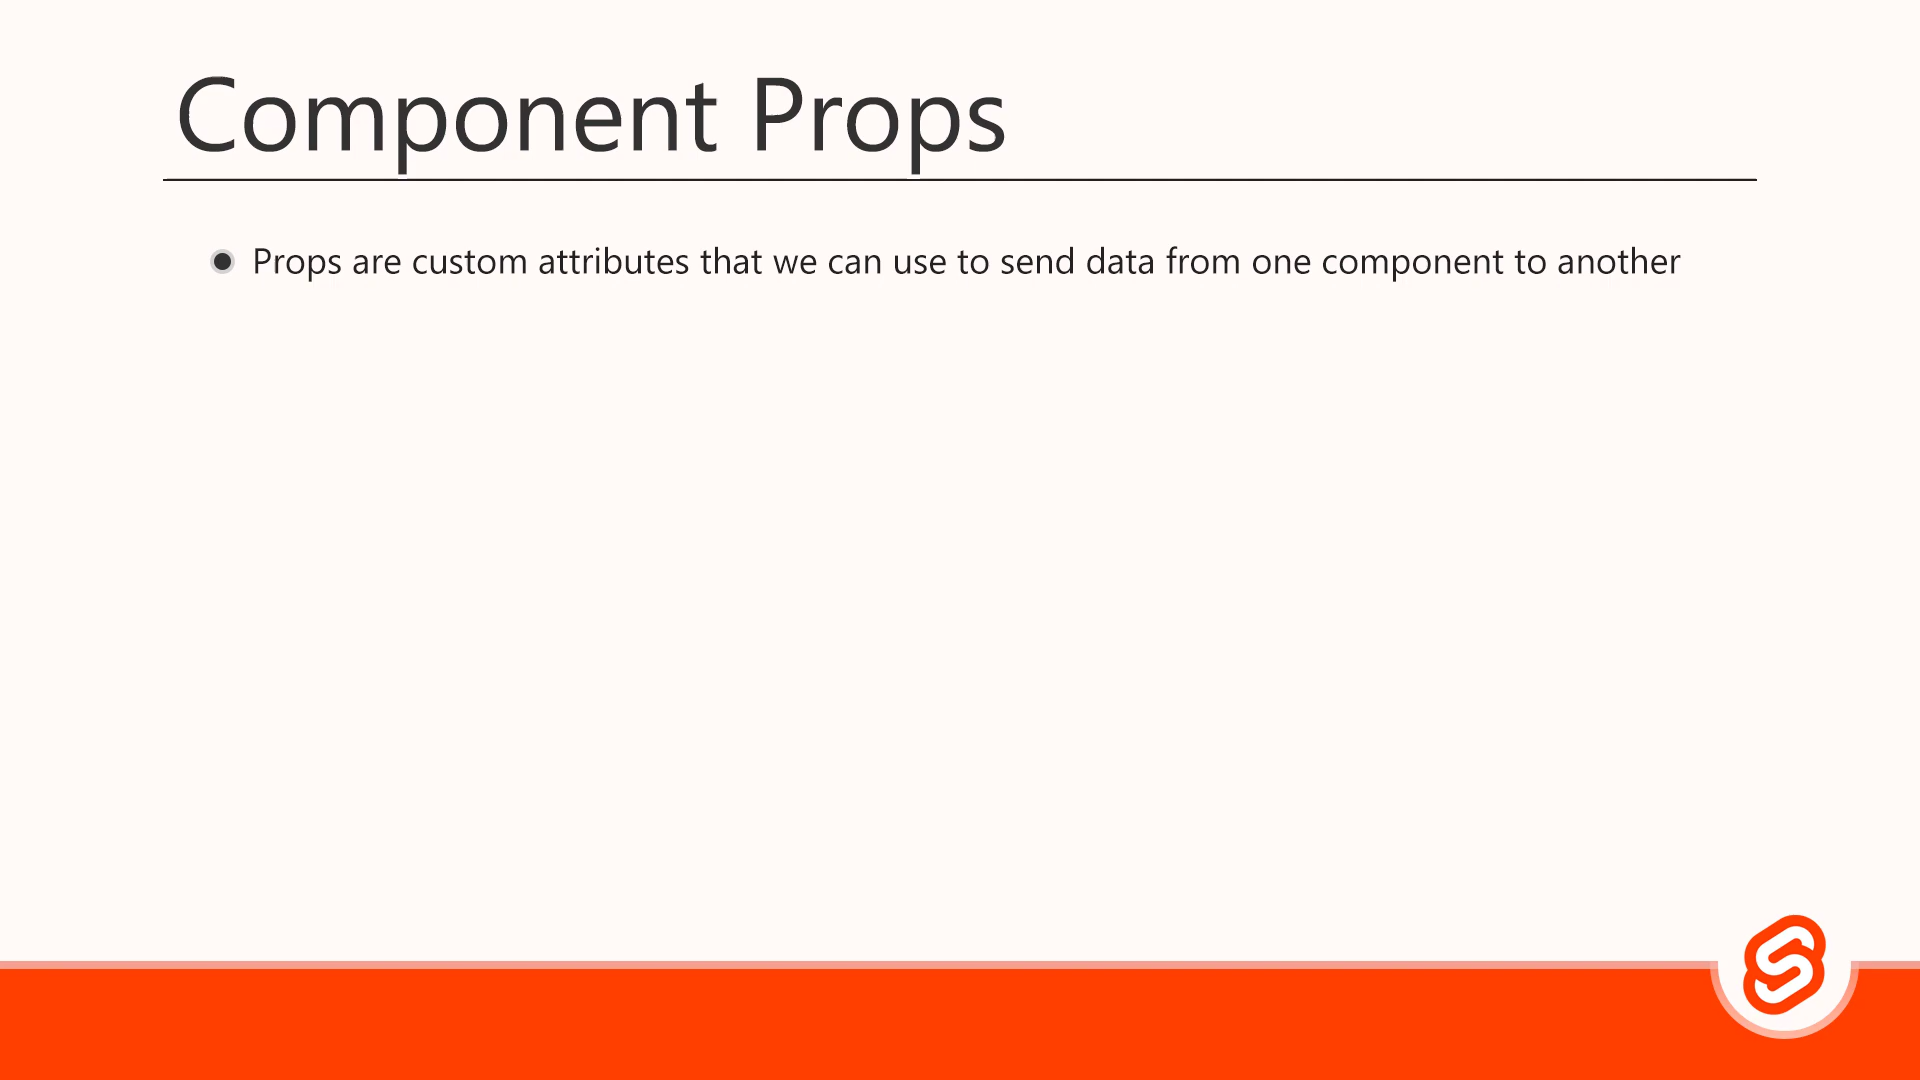 Component Props
Props are custom attributes that we can use to send data from one component to another